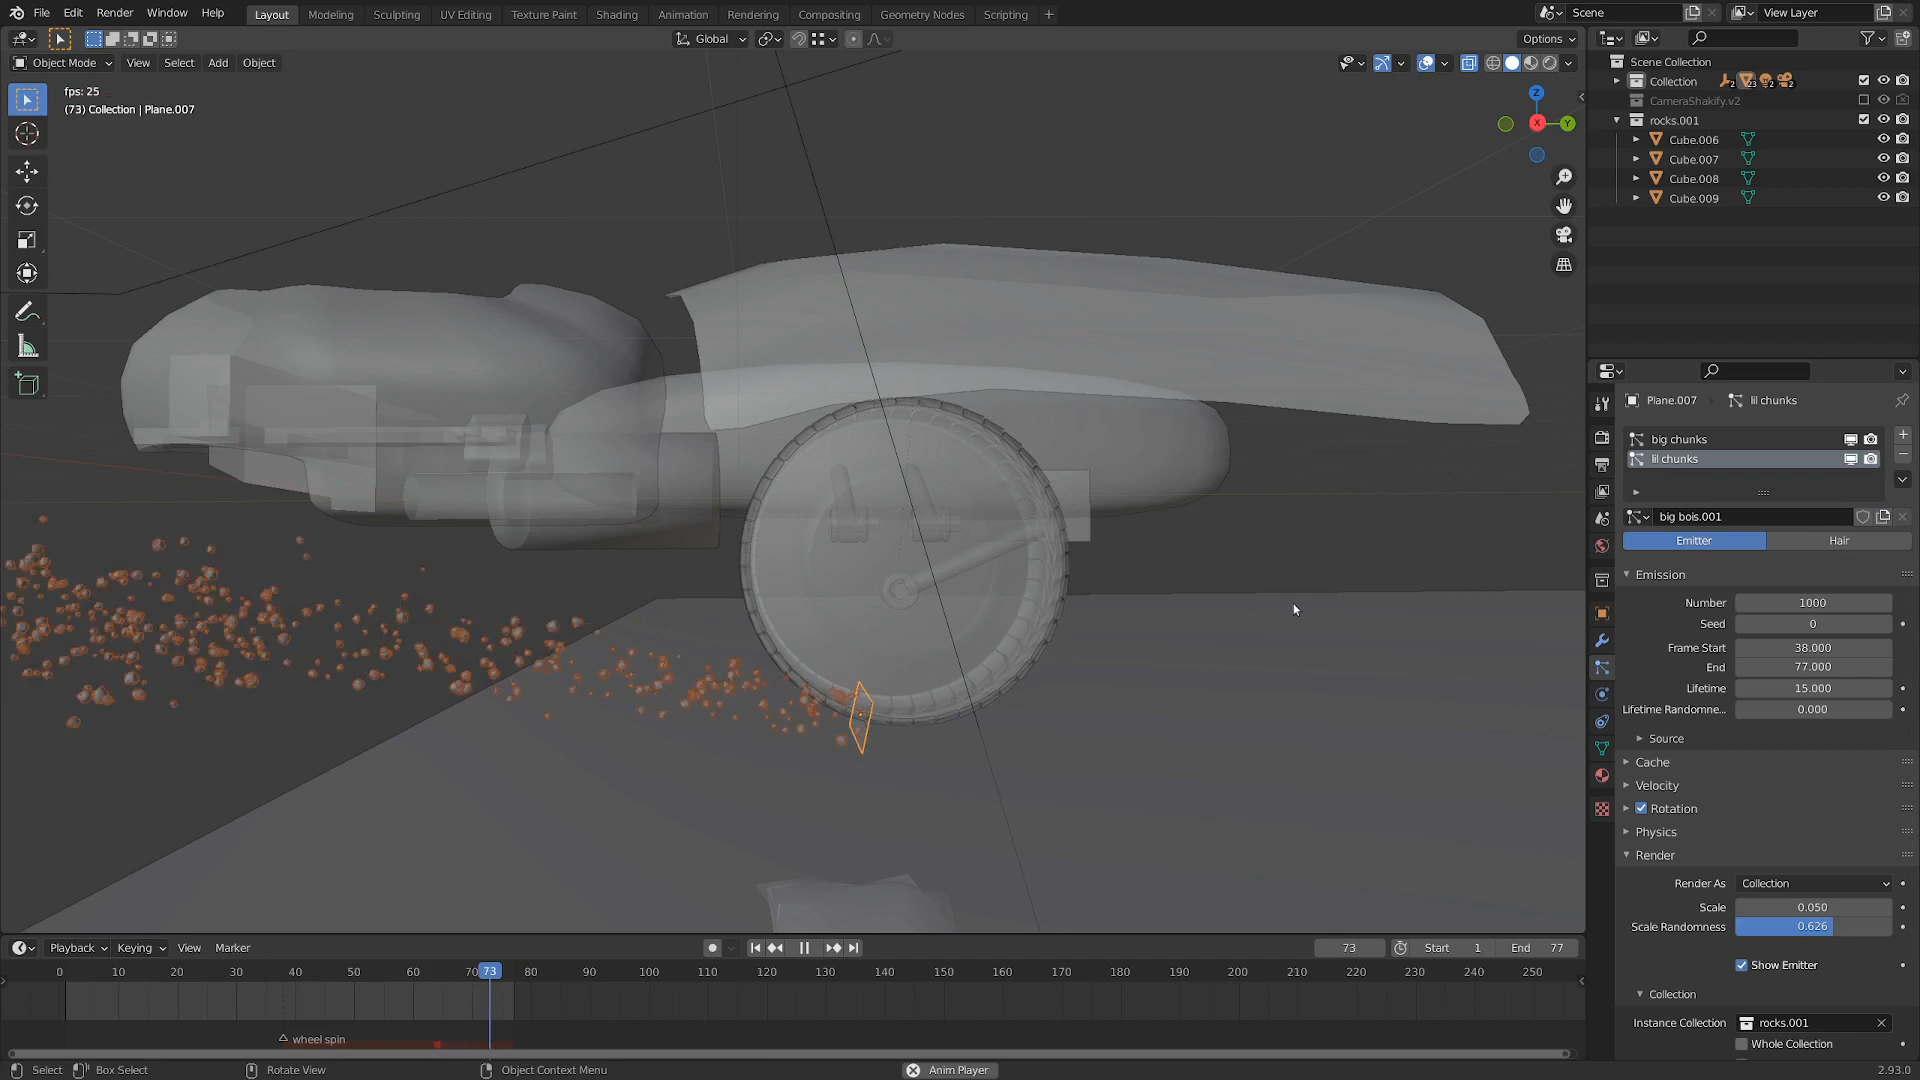 File Edit Render Window Help Layout Modeling Sculpting UV Editing Texture Paint Shading Animation Rendering Compositing Geometry Nodes Scripting + Scene View Layer
Global Options
Object Mode View Select Add Object
fps: 25
(73) Collection | Plane.007
Z
X
Y
Scene Collection
Collection 2 23 2 2
CameraShakify.v2
rocks.001
Cube.006
Cube.007
Cube.008
Cube.009
Plane.007 lil chunks
big chunks
lil chunks
big bois.001
Emitter Hair
Emission
Number 1000
Seed 0
Frame Start 38.000
End 77.000
Lifetime 15.000
Lifetime Randomne... 0.000
Source
Cache
Velocity
Rotation
Physics
Render
Render As Collection
Scale 0.050
Scale Randomness 0.626
Show Emitter
Collection
Instance Collection rocks.001
Whole Collection
Playback Keying View Marker 73 Start 1 End 77
0 10 20 30 40 50 60 70 73 80 90 100 110 120 130 140 150 160 170 180 190 200 210 220 230 240 250
wheel spin
Select Box Select Rotate View Object Context Menu Anim Player 2.93.0